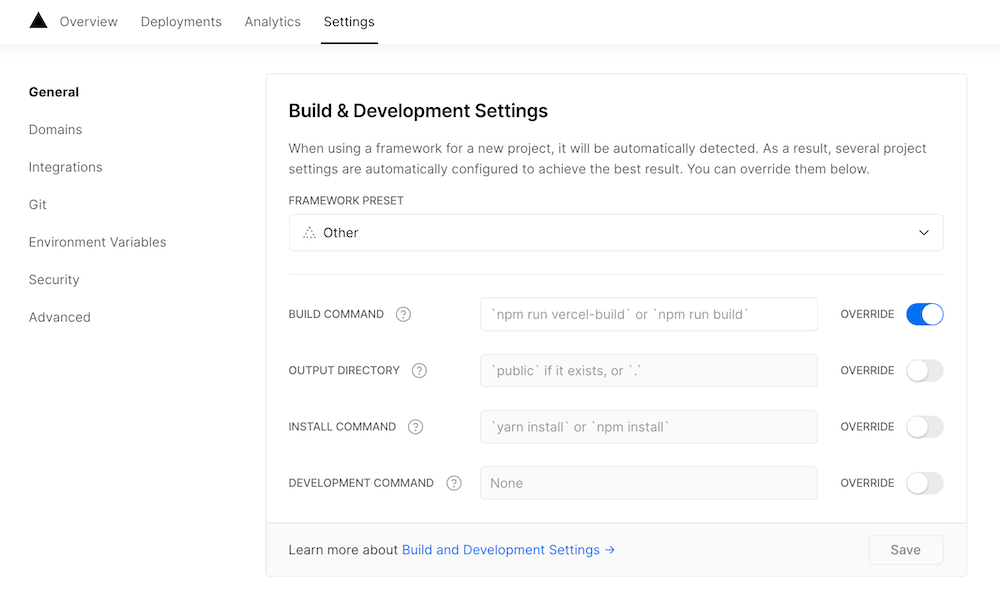 Overview Deployments Analytics Settings
General
Domains
Integrations
Git
Environment Variables
Security
Advanced
Build & Development Settings
When using a framework for a new project, it will be automatically detected. As a result, several project
settings are automatically configured to achieve the best result. You can override them below.
FRAMEWORK PRESET
Other
BUILD COMMAND ? `npm run vercel-build` or `npm run build` OVERRIDE
OUTPUT DIRECTORY ? `public` if it exists, or `.` OVERRIDE
INSTALL COMMAND ? `yarn install` or `npm install` OVERRIDE
DEVELOPMENT COMMAND ? None OVERRIDE
Learn more about Build and Development Settings → Save